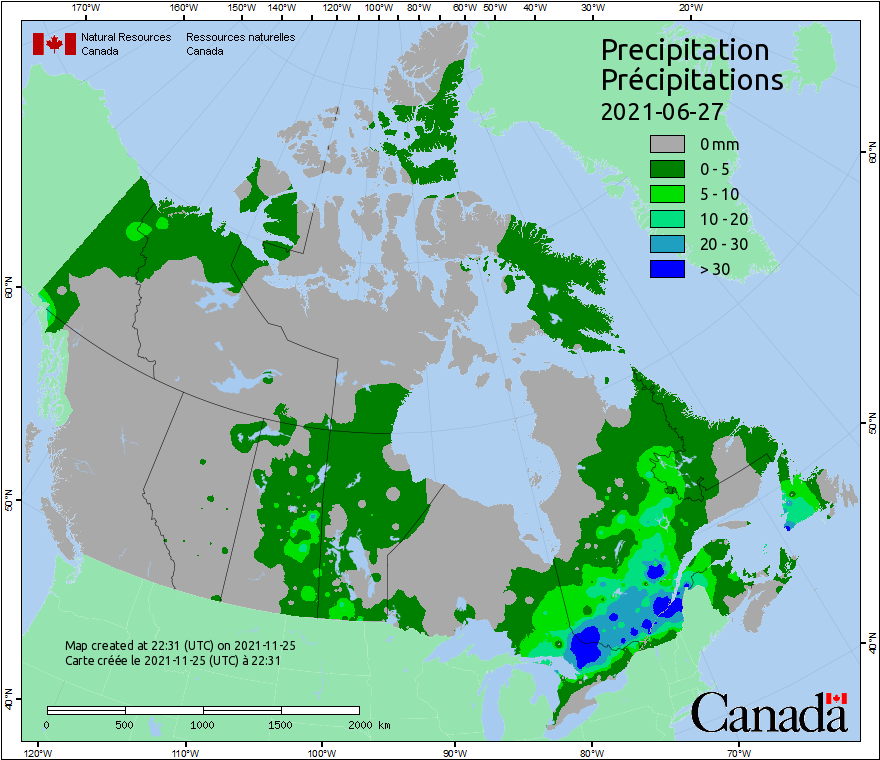 170°W 160°W 150°W 140°W 130°W 120°W 110°W 100°W 90°W 80°W 60°W 50°W 40°W 30°W 20°W
Natural Resources Ressources naturelles
Canada Canada
Precipitation
Précipitations
2021-06-27
0 mm
0 - 5
5 - 10
10 - 20
20 - 30
> 30
60°N
60°N
50°N
50°N
40°N
40°N
Map created at 22:31 (UTC) on 2021-11-25
Carte créée le 2021-11-25 (UTC) à 22:31
0 500 1000 1500 2000 km
Canada
120°W 110°W 100°W 90°W 80°W 70°W